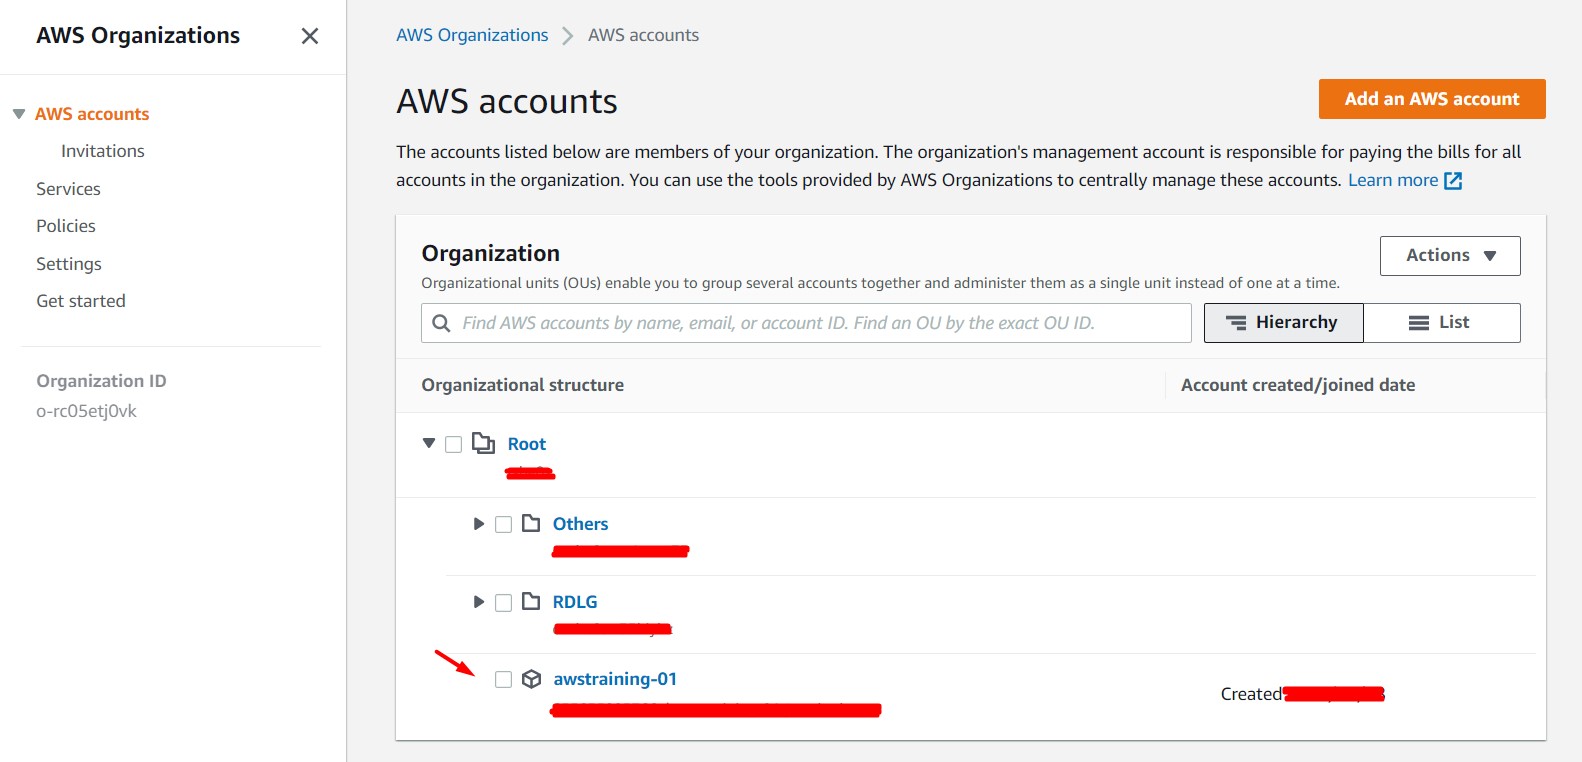 AWS Organizations
AWS accounts
Invitations
Services
Policies
Settings
Get started
Organization ID
o-rc05etj0vk
AWS Organizations > AWS accounts
AWS accounts
Add an AWS account
The accounts listed below are members of your organization. The organization's management account is responsible for paying the bills for all
accounts in the organization. You can use the tools provided by AWS Organizations to centrally manage these accounts. Learn more
Organization
Actions
Organizational units (OUs) enable you to group several accounts together and administer them as a single unit instead of one at a time.
Find AWS accounts by name, email, or account ID. Find an OU by the exact OU ID.
Hierarchy
List
Organizational structure
Account created/joined date
Root
Others
RDLG
awstraining-01
Created